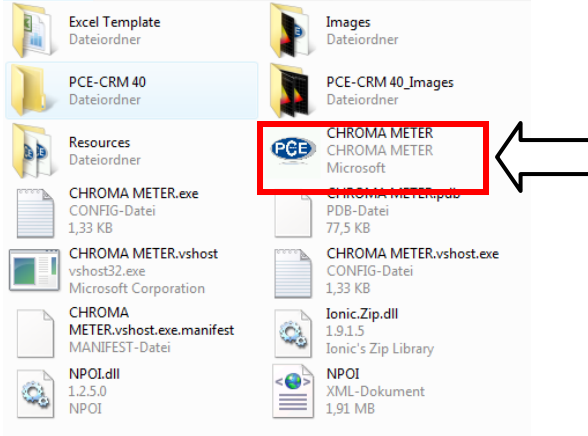 Excel Template
Dateiordner
Images
Dateiordner
PCE-CRM 40
Dateiordner
PCE-CRM 40_Images
Dateiordner
Resources
Dateiordner
PCE
CHROMA METER
CHROMA METER
Microsoft
CHROMA METER.exe
CONFIG-Datei
1,33 KB
CHROMA METER.pdb
PDB-Datei
77,5 KB
CHROMA METER.vshost
vshost32.exe
Microsoft Corporation
CHROMA METER.vshost.exe
CONFIG-Datei
1,33 KB
CHROMA
METER.vshost.exe.manifest
MANIFEST-Datei
Ionic.Zip.dll
1.9.1.5
Ionic's Zip Library
NPOI.dll
1.2.5.0
NPOI
NPOI
XML-Dokument
1,91 MB